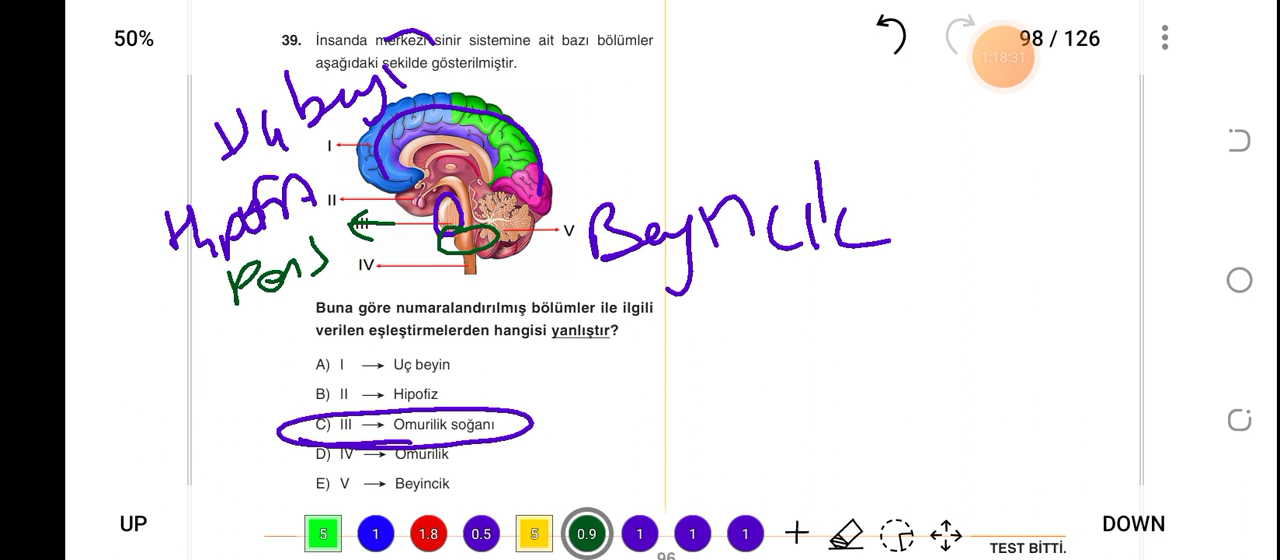 50%
98 / 126
1:18:31
39. İnsanda merkezi sinir sistemine ait bazı bölümler
aşağıdaki şekilde gösterilmiştir.
Uç beyi
I
Hipofiz
II
III
Pons
IV
V
Beyincik
Buna göre numaralandırılmış bölümler ile ilgili
verilen eşleştirmelerden hangisi yanlıştır?
A) I → Uç beyin
B) II → Hipofiz
C) III → Omurilik soğanı
D) IV → Omurilik
E) V → Beyincik
UP
5
1
1.8
0.5
5
0.9
1
1
1
DOWN
96
TEST BİTTİ.